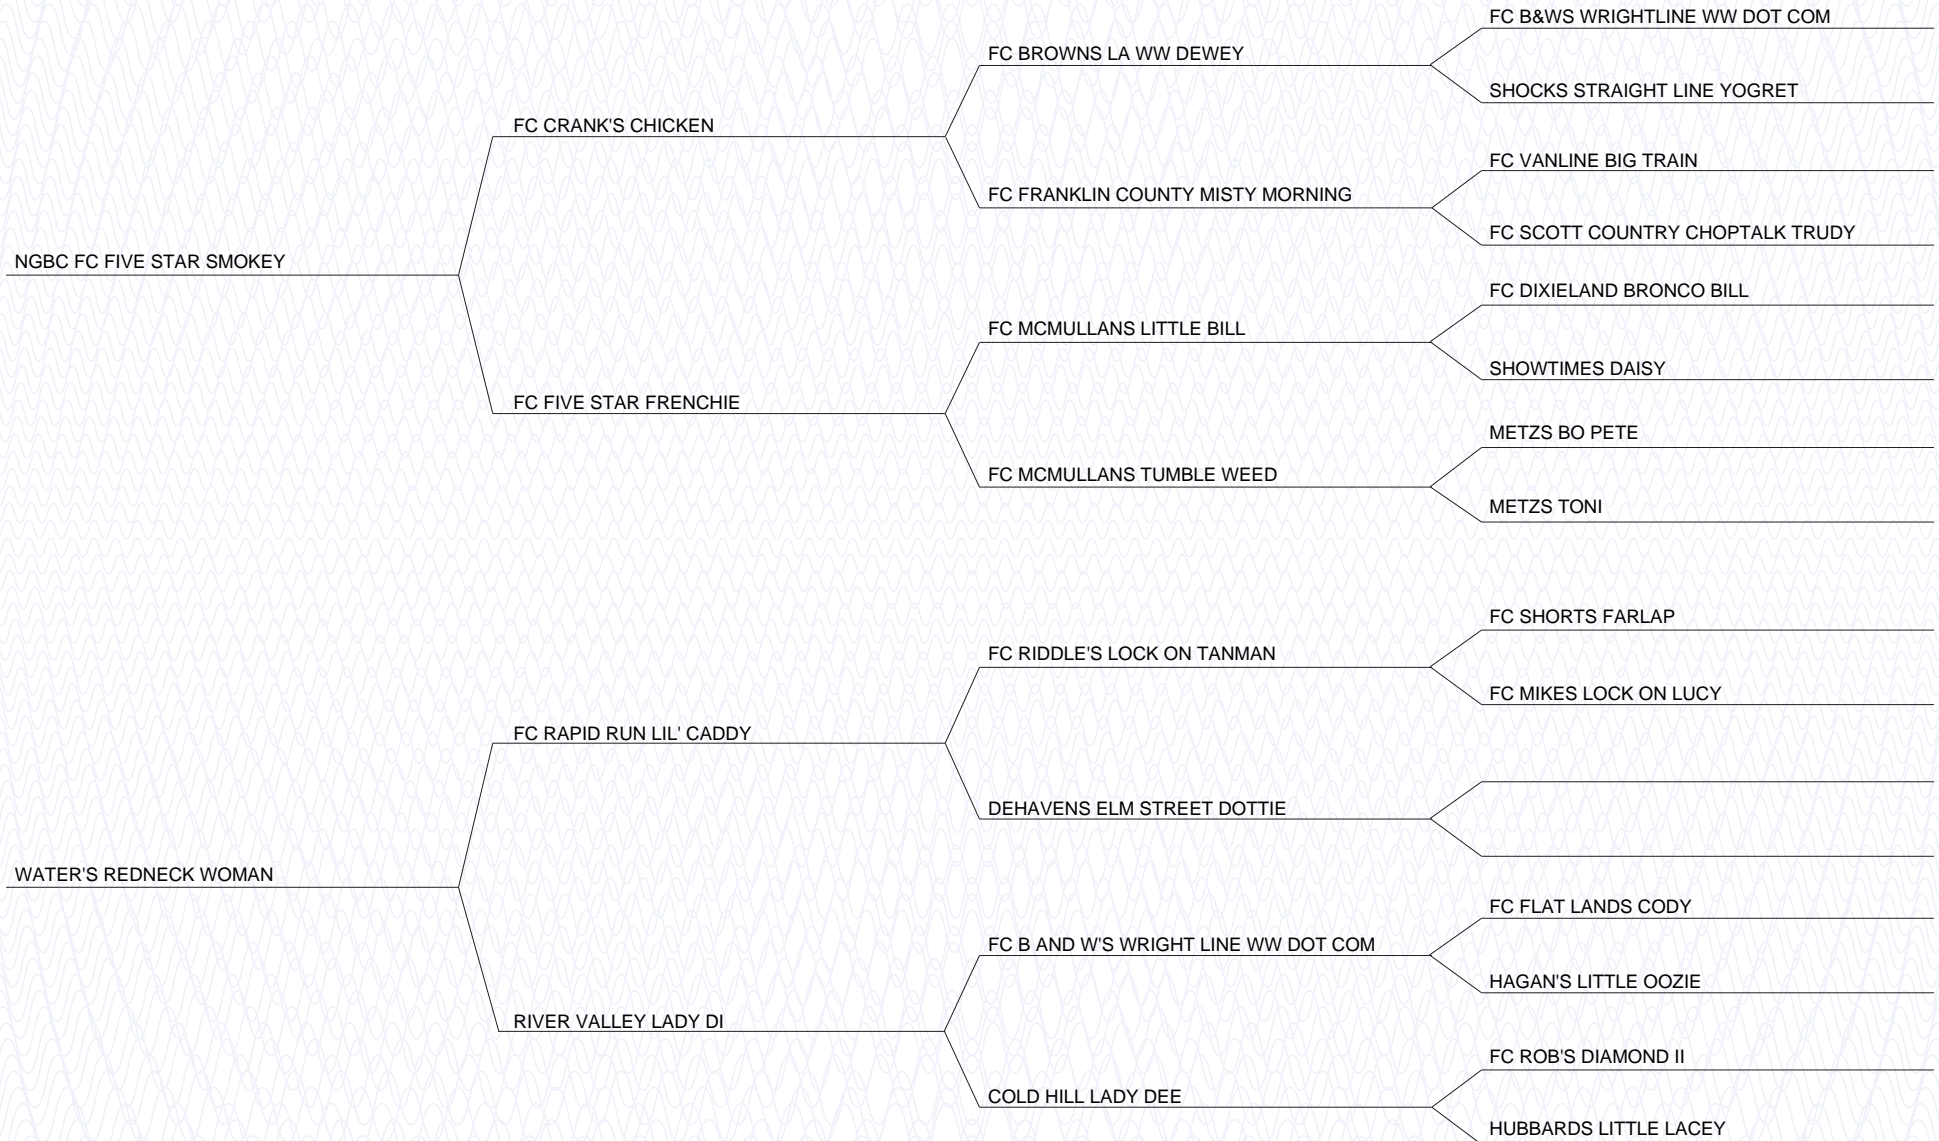 FC B&WS WRIGHTLINE WW DOT COM
FC BROWNS LA WW DEWEY
SHOCKS STRAIGHT LINE YOGRET
FC CRANK'S CHICKEN
FC VANLINE BIG TRAIN
FC FRANKLIN COUNTY MISTY MORNING
FC SCOTT COUNTRY CHOPTALK TRUDY
NGBC FC FIVE STAR SMOKEY
FC DIXIELAND BRONCO BILL
FC MCMULLANS LITTLE BILL
SHOWTIMES DAISY
FC FIVE STAR FRENCHIE
METZS BO PETE
FC MCMULLANS TUMBLE WEED
METZS TONI
FC SHORTS FARLAP
FC RIDDLE'S LOCK ON TANMAN
FC MIKES LOCK ON LUCY
FC RAPID RUN LIL' CADDY
DEHAVENS ELM STREET DOTTIE
WATER'S REDNECK WOMAN
FC FLAT LANDS CODY
FC B AND W'S WRIGHT LINE WW DOT COM
HAGAN'S LITTLE OOZIE
RIVER VALLEY LADY DI
FC ROB'S DIAMOND II
COLD HILL LADY DEE
HUBBARDS LITTLE LACEY